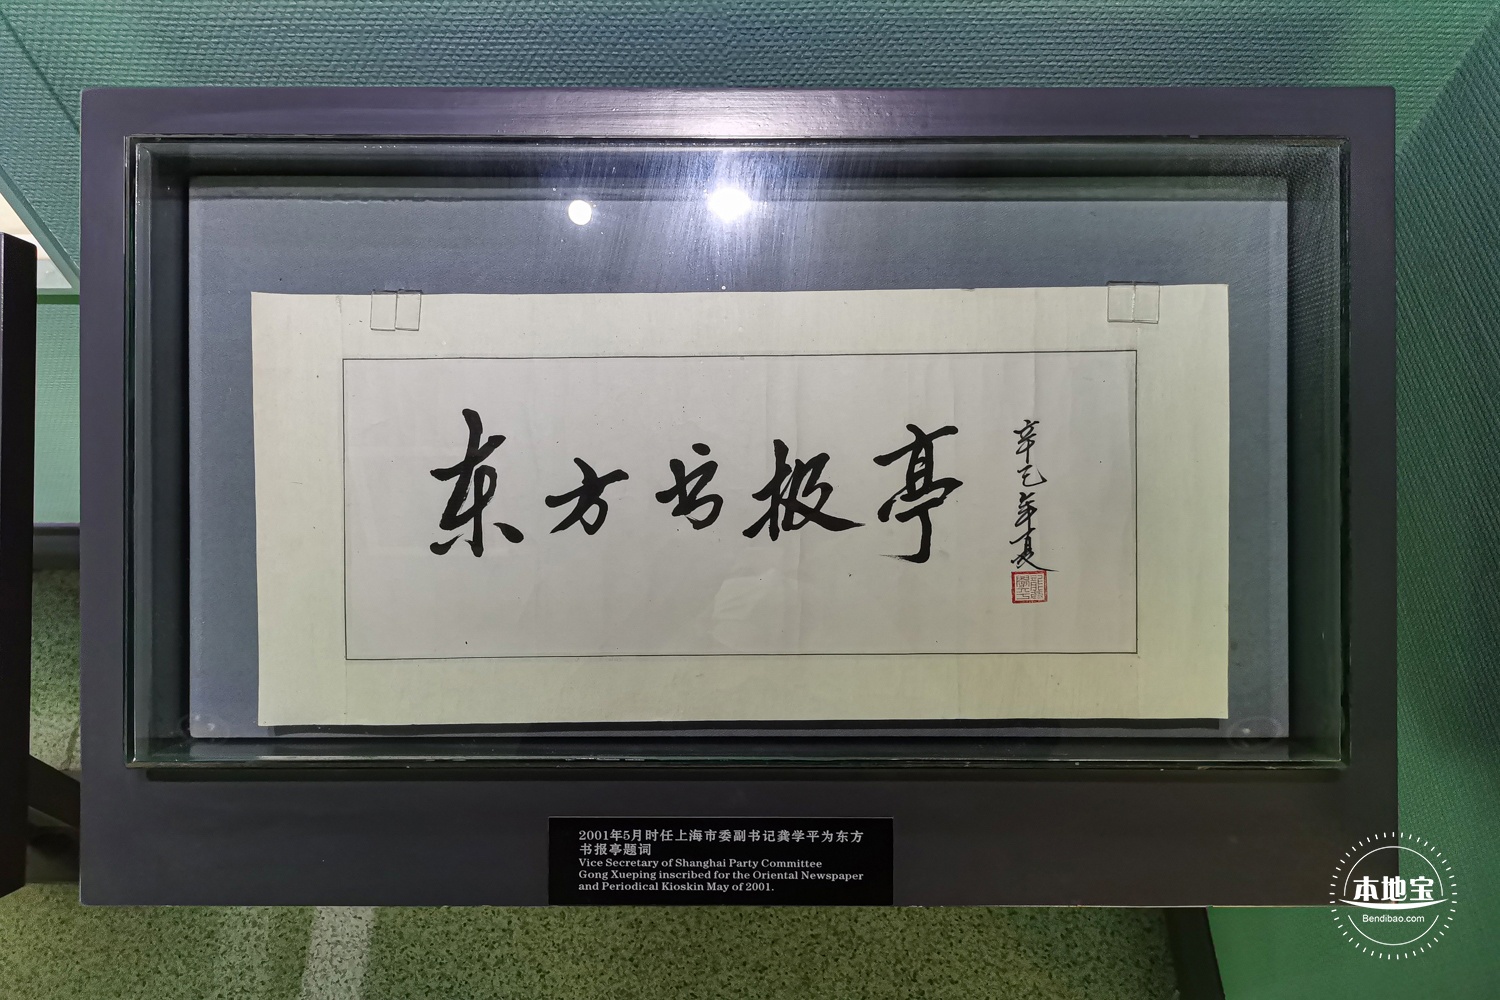 东方书报亭
辛巳年夏
2001年5月时任上海市委副书记龚学平为东方
书报亭题词
Vice Secretary of Shanghai Party Committee
Gong Xueping inscribed for the Oriental Newspaper
and Periodical Kioskin May of 2001.
本地宝
Bendibao.com